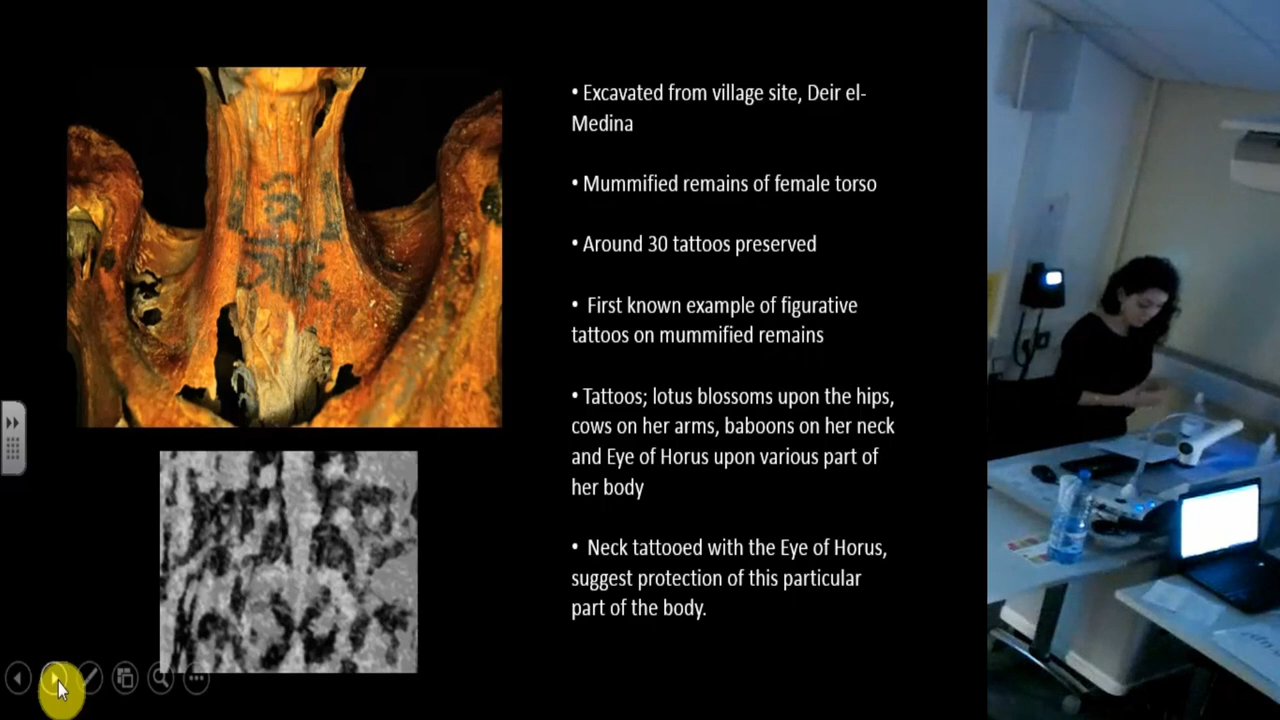 • Excavated from village site, Deir el-
Medina
• Mummified remains of female torso
• Around 30 tattoos preserved
• First known example of figurative
tattoos on mummified remains
• Tattoos; lotus blossoms upon the hips,
cows on her arms, baboons on her neck
and Eye of Horus upon various part of
her body
• Neck tattooed with the Eye of Horus,
suggest protection of this particular
part of the body.